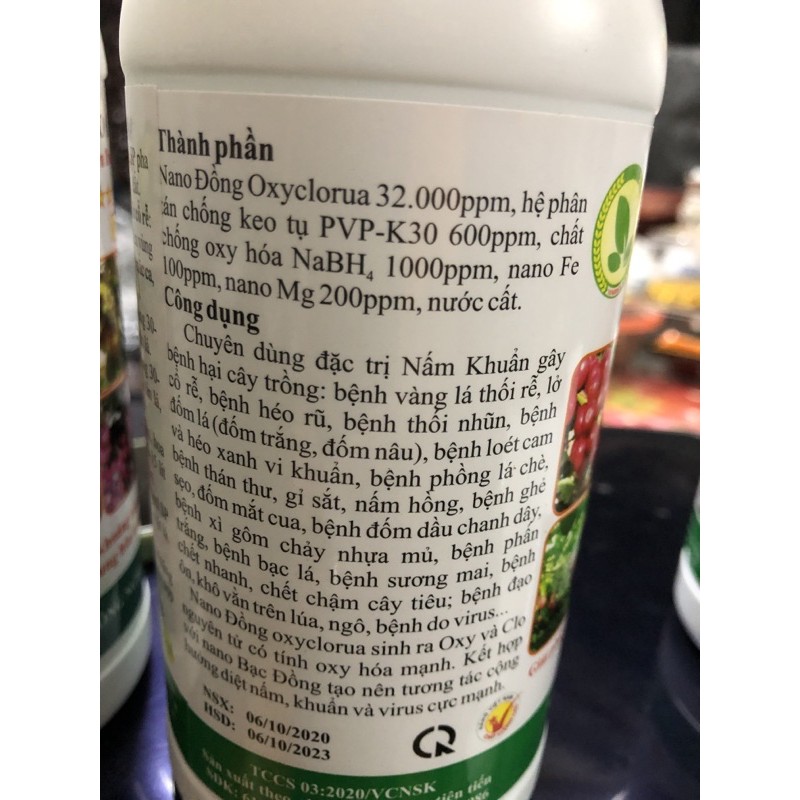 Thành phần
Nano Đồng Oxyclorua 32.000ppm, hệ phân
tán chống keo tụ PVP-K30 600ppm, chất
chống oxy hóa NaBH₄ 1000ppm, nano Fe
100ppm, nano Mg 200ppm, nước cất.
Công dụng
Chuyên dùng đặc trị Nấm Khuẩn gây
bệnh hại cây trồng: bệnh vàng lá thối rễ, lở
cổ rễ, bệnh héo rũ, bệnh thối nhũn, bệnh
đốm lá (đốm trắng, đốm nâu), bệnh loét cam
và héo xanh vi khuẩn, bệnh phồng lá chè,
bệnh thán thư, gỉ sắt, nấm hồng, bệnh ghẻ
sẹo, đốm mắt cua, bệnh đốm dầu chanh dây,
bệnh xì gôm chảy nhựa mủ, bệnh phấn
trắng, bệnh bạc lá, bệnh sương mai, bệnh
chết nhanh, chết chậm cây tiêu; bệnh đạo
ôn, khô vằn trên lúa, ngô, bệnh do virus...
Nano Đồng oxyclorua sinh ra Oxy và Clo
nguyên tử có tính oxy hóa mạnh. Kết hợp
với nano Bạc Đồng tạo nên tương tác cộng
hưởng diệt nấm, khuẩn và virus cực mạnh.
NSX: 06/10/2020
HSD: 06/10/2023
CR
TCCS 03:2020/VCNSK
Sản xuất theo
tiên tiến
SDK: